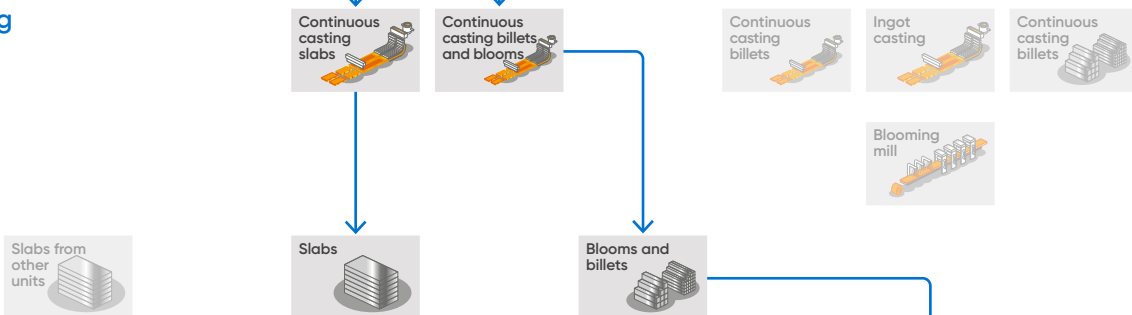 g
Continuous
casting
slabs
Continuous
casting billets
and blooms
Continuous
casting
billets
Ingot
casting
Continuous
casting
billets
Blooming
mill
Slabs from
other
units
Slabs
Blooms and
billets